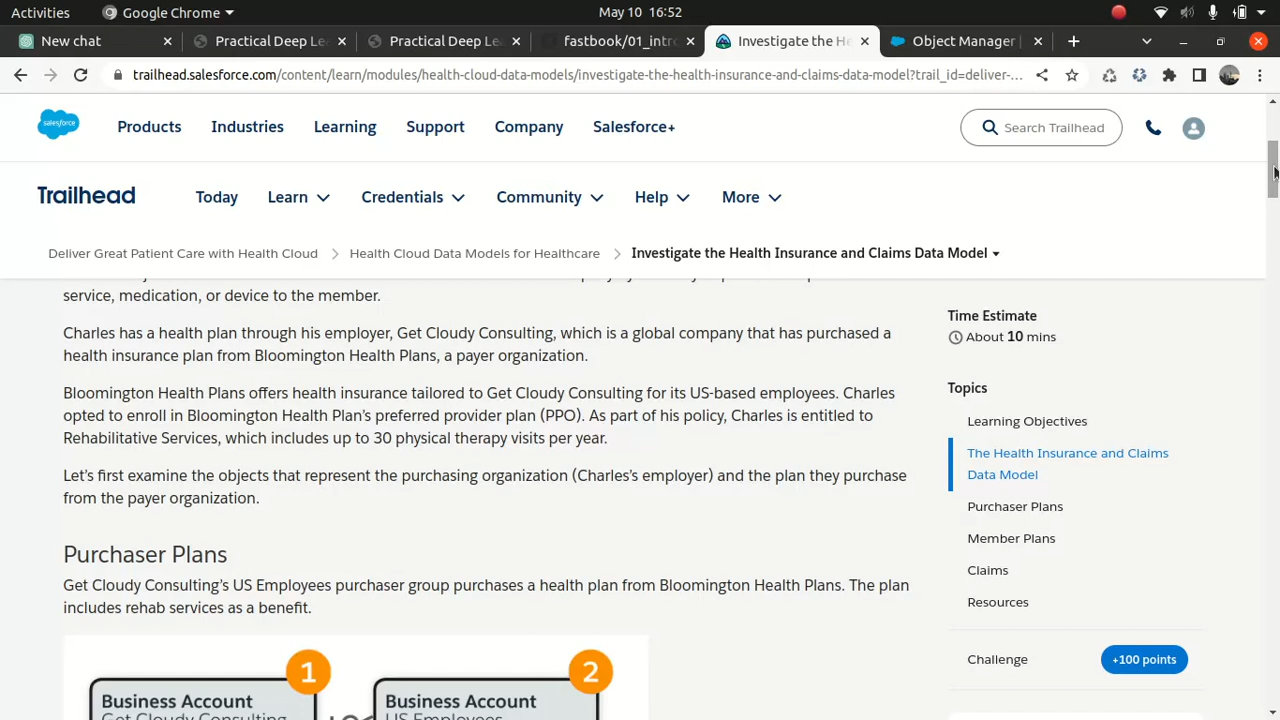 Activities
Google Chrome
May 10 16:52
New chat
Practical Deep Le
Practical Deep Le
fastbook/01_intr
Investigate the H
Object Manager |
trailhead.salesforce.com/content/learn/modules/health-cloud-data-models/investigate-the-health-insurance-and-claims-data-model?trail_id=deliver-...
salesforce
Products
Industries
Learning
Support
Company
Salesforce+
Search Trailhead
Trailhead
Today
Learn
Credentials
Community
Help
More
Deliver Great Patient Care with Health Cloud
Health Cloud Data Models for Healthcare
Investigate the Health Insurance and Claims Data Model
service, medication, or device to the member.
Charles has a health plan through his employer, Get Cloudy Consulting, which is a global company that has purchased a
health insurance plan from Bloomington Health Plans, a payer organization.
Bloomington Health Plans offers health insurance tailored to Get Cloudy Consulting for its US-based employees. Charles
opted to enroll in Bloomington Health Plan’s preferred provider plan (PPO). As part of his policy, Charles is entitled to
Rehabilitative Services, which includes up to 30 physical therapy visits per year.
Let’s first examine the objects that represent the purchasing organization (Charles’s employer) and the plan they purchase
from the payer organization.
Purchaser Plans
Get Cloudy Consulting’s US Employees purchaser group purchases a health plan from Bloomington Health Plans. The plan
includes rehab services as a benefit.
1
Business Account
Get Cloudy Consulting
2
Business Account
US Employees
Time Estimate
About 10 mins
Topics
Learning Objectives
The Health Insurance and Claims
Data Model
Purchaser Plans
Member Plans
Claims
Resources
Challenge
+100 points